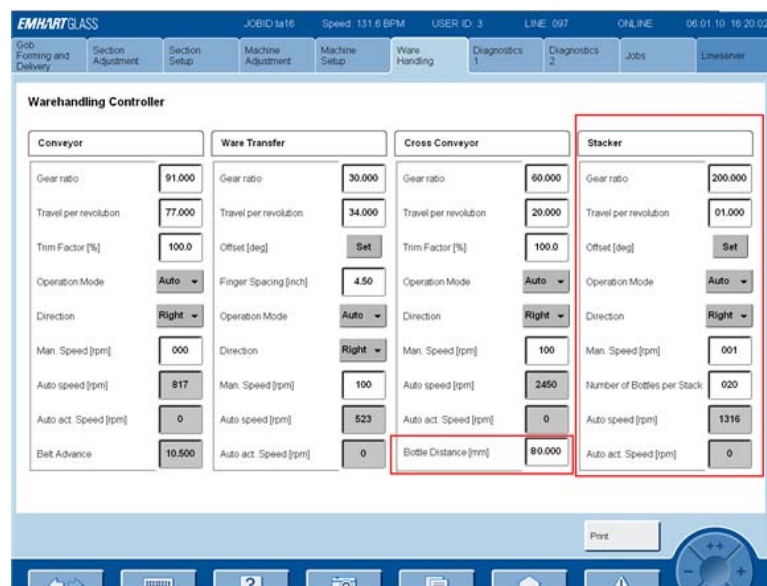 EMHART GLASS JOBID:ta16 Speed: 131.6 BPM USER ID: 3 LINE: 097 ONLINE 06.01.10 16:20:02
Gob Forming and Delivery
Section Adjustment
Section Setup
Machine Adjustment
Machine Setup
Ware Handling
Diagnostics 1
Diagnostics 2
Jobs
Lineserver
Warehandling Controller
Conveyor
Gear ratio 91.000
Travel per revolution 77.000
Trim Factor [%] 100.0
Operation Mode Auto
Direction Right
Man. Speed [rpm] 000
Auto speed [rpm] 817
Auto act. Speed [rpm] 0
Belt Advance 10.500
Ware Transfer
Gear ratio 30.000
Travel per revolution 34.000
Offset [deg] Set
Finger Spacing [inch] 4.50
Operation Mode Auto
Direction Right
Man. Speed [rpm] 100
Auto speed [rpm] 523
Auto act. Speed [rpm] 0
Cross Conveyor
Gear ratio 60.000
Travel per revolution 20.000
Trim Factor [%] 100.0
Operation Mode Auto
Direction Right
Man. Speed [rpm] 100
Auto speed [rpm] 2450
Auto act. Speed [rpm] 0
Bottle Distance [mm] 80.000
Stacker
Gear ratio 200.000
Travel per revolution 01.000
Offset [deg] Set
Operation Mode Auto
Direction Right
Man. Speed [rpm] 001
Number of Bottles per Stack 020
Auto speed [rpm] 1316
Auto act. Speed [rpm] 0
Print
++
- +
?